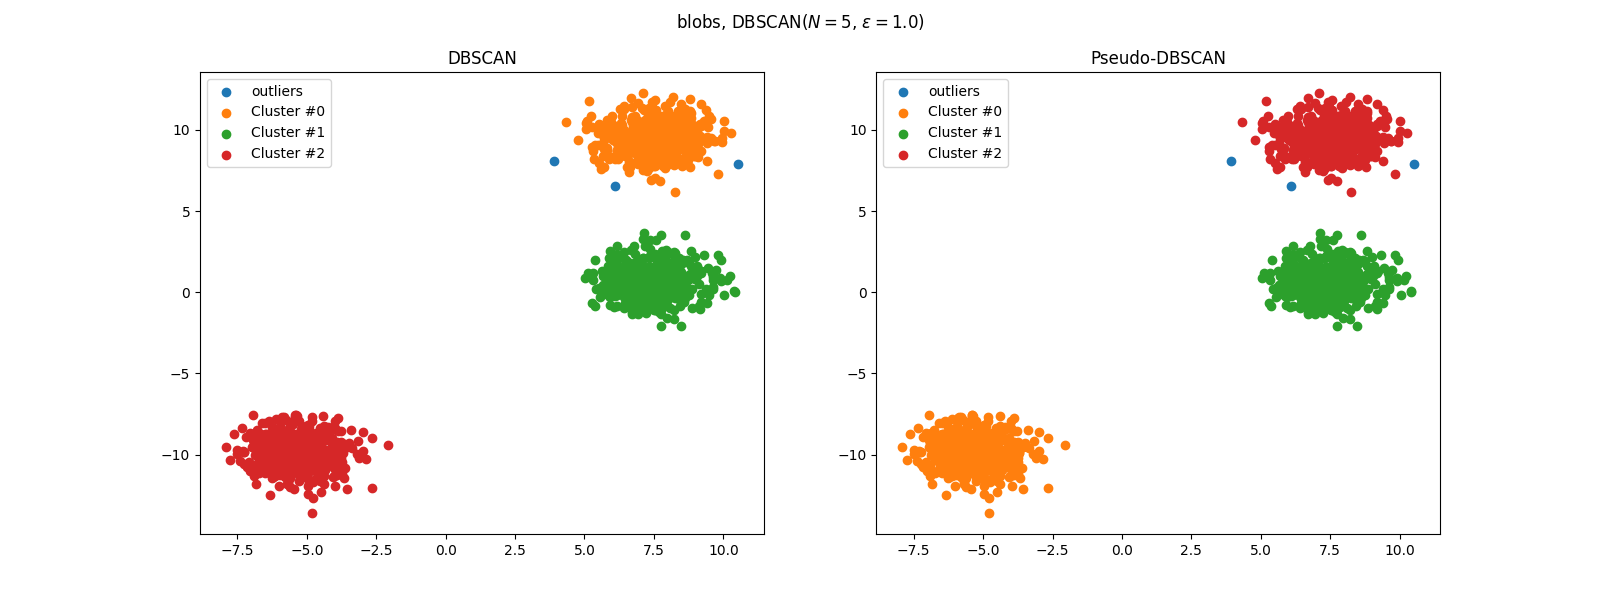 blobs, DBSCAN(N = 5, ε = 1.0)
DBSCAN
outliers
Cluster #0
Cluster #1
Cluster #2
10
5
0
−5
−10
−7.5 −5.0 −2.5 0.0 2.5 5.0 7.5 10.0
Pseudo-DBSCAN
outliers
Cluster #0
Cluster #1
Cluster #2
10
5
0
−5
−10
−7.5 −5.0 −2.5 0.0 2.5 5.0 7.5 10.0